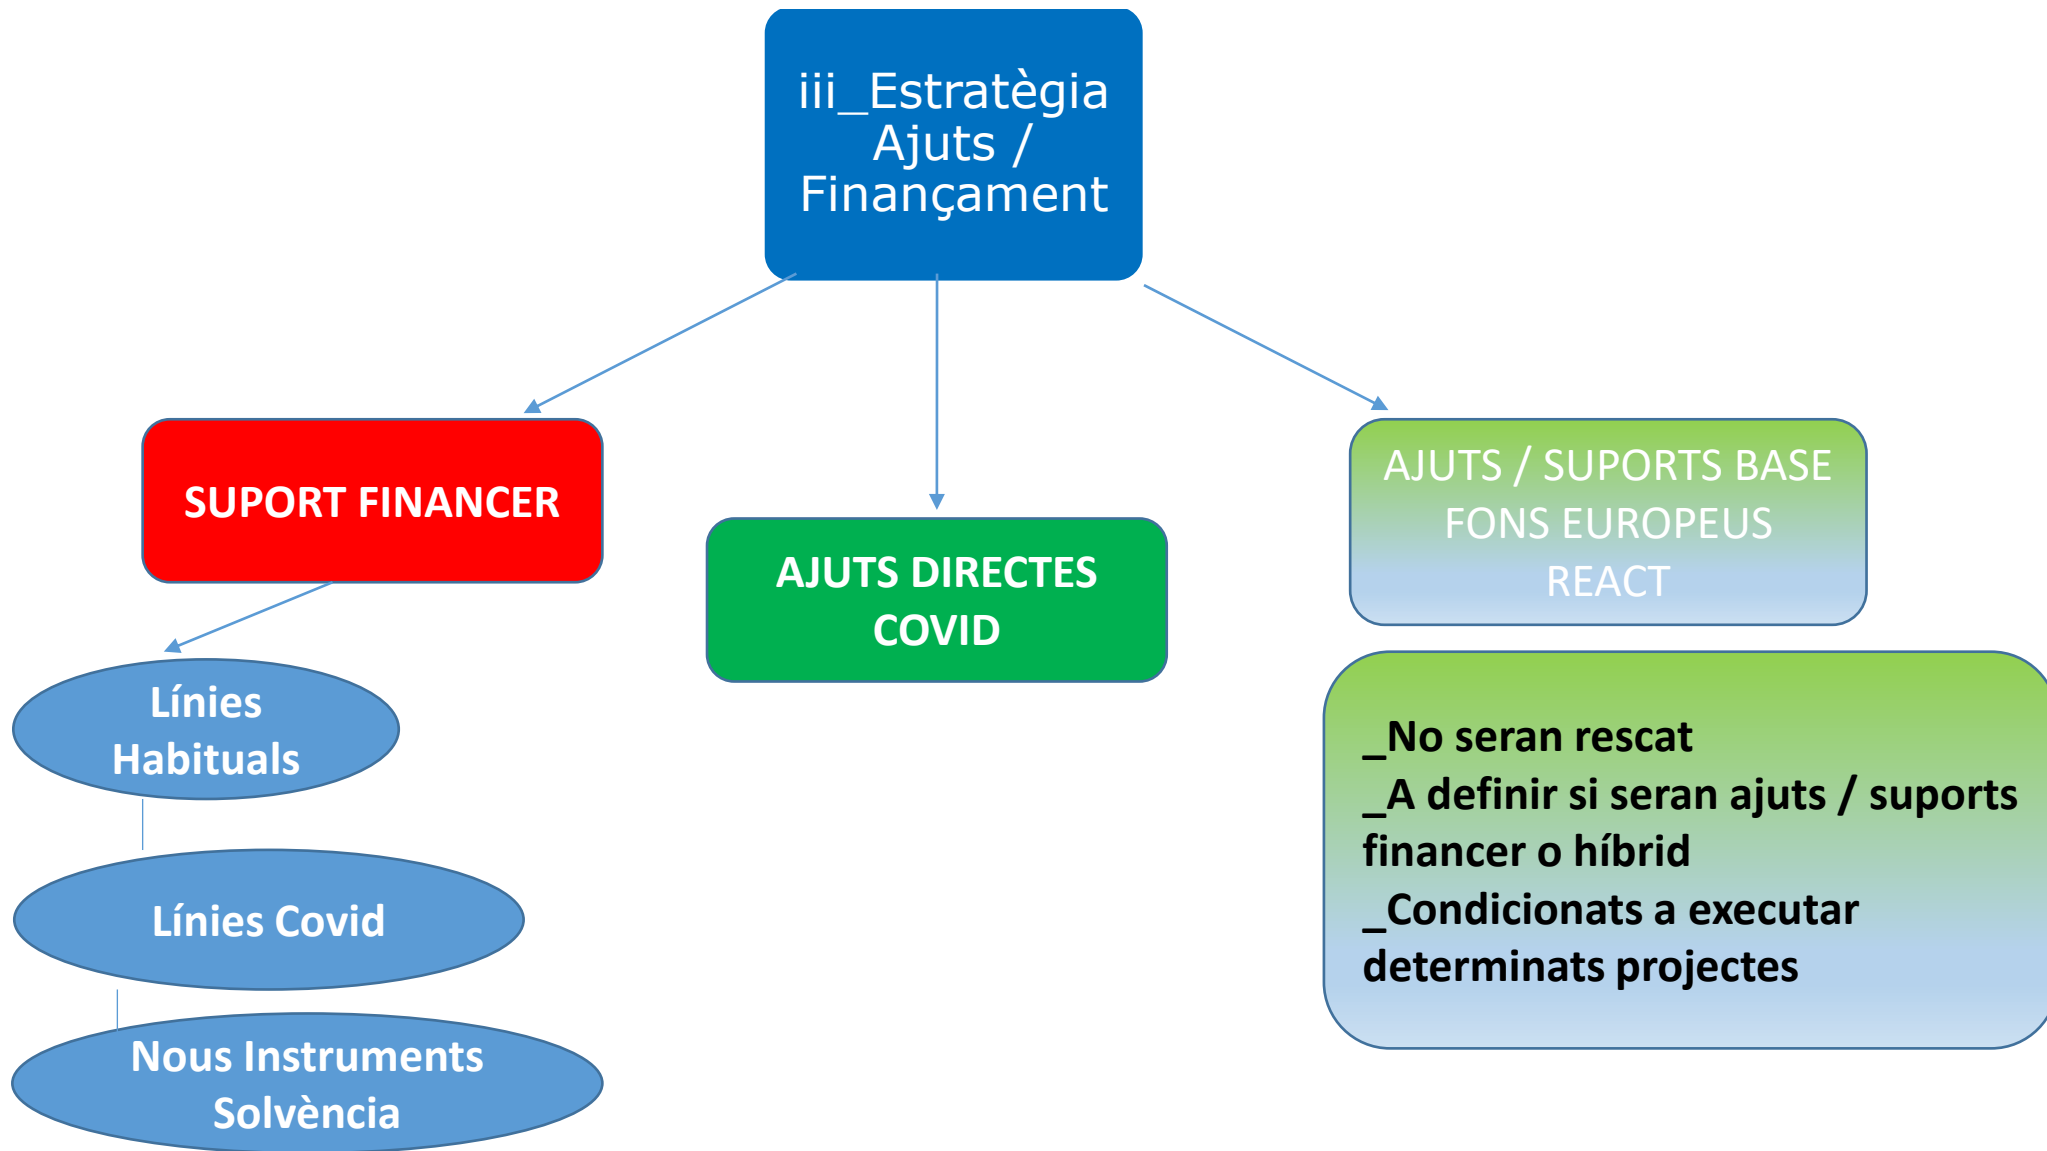 iii_Estratègia
Ajuts /
Finançament
SUPORT FINANCER
AJUTS DIRECTES
COVID
AJUTS / SUPORTS BASE
FONS EUROPEUS
REACT
Línies
Habituals
Línies Covid
Nous Instruments
Solvència
_No seran rescat
_A definir si seran ajuts / suports
financer o híbrid
_Condicionats a executar
determinats projectes